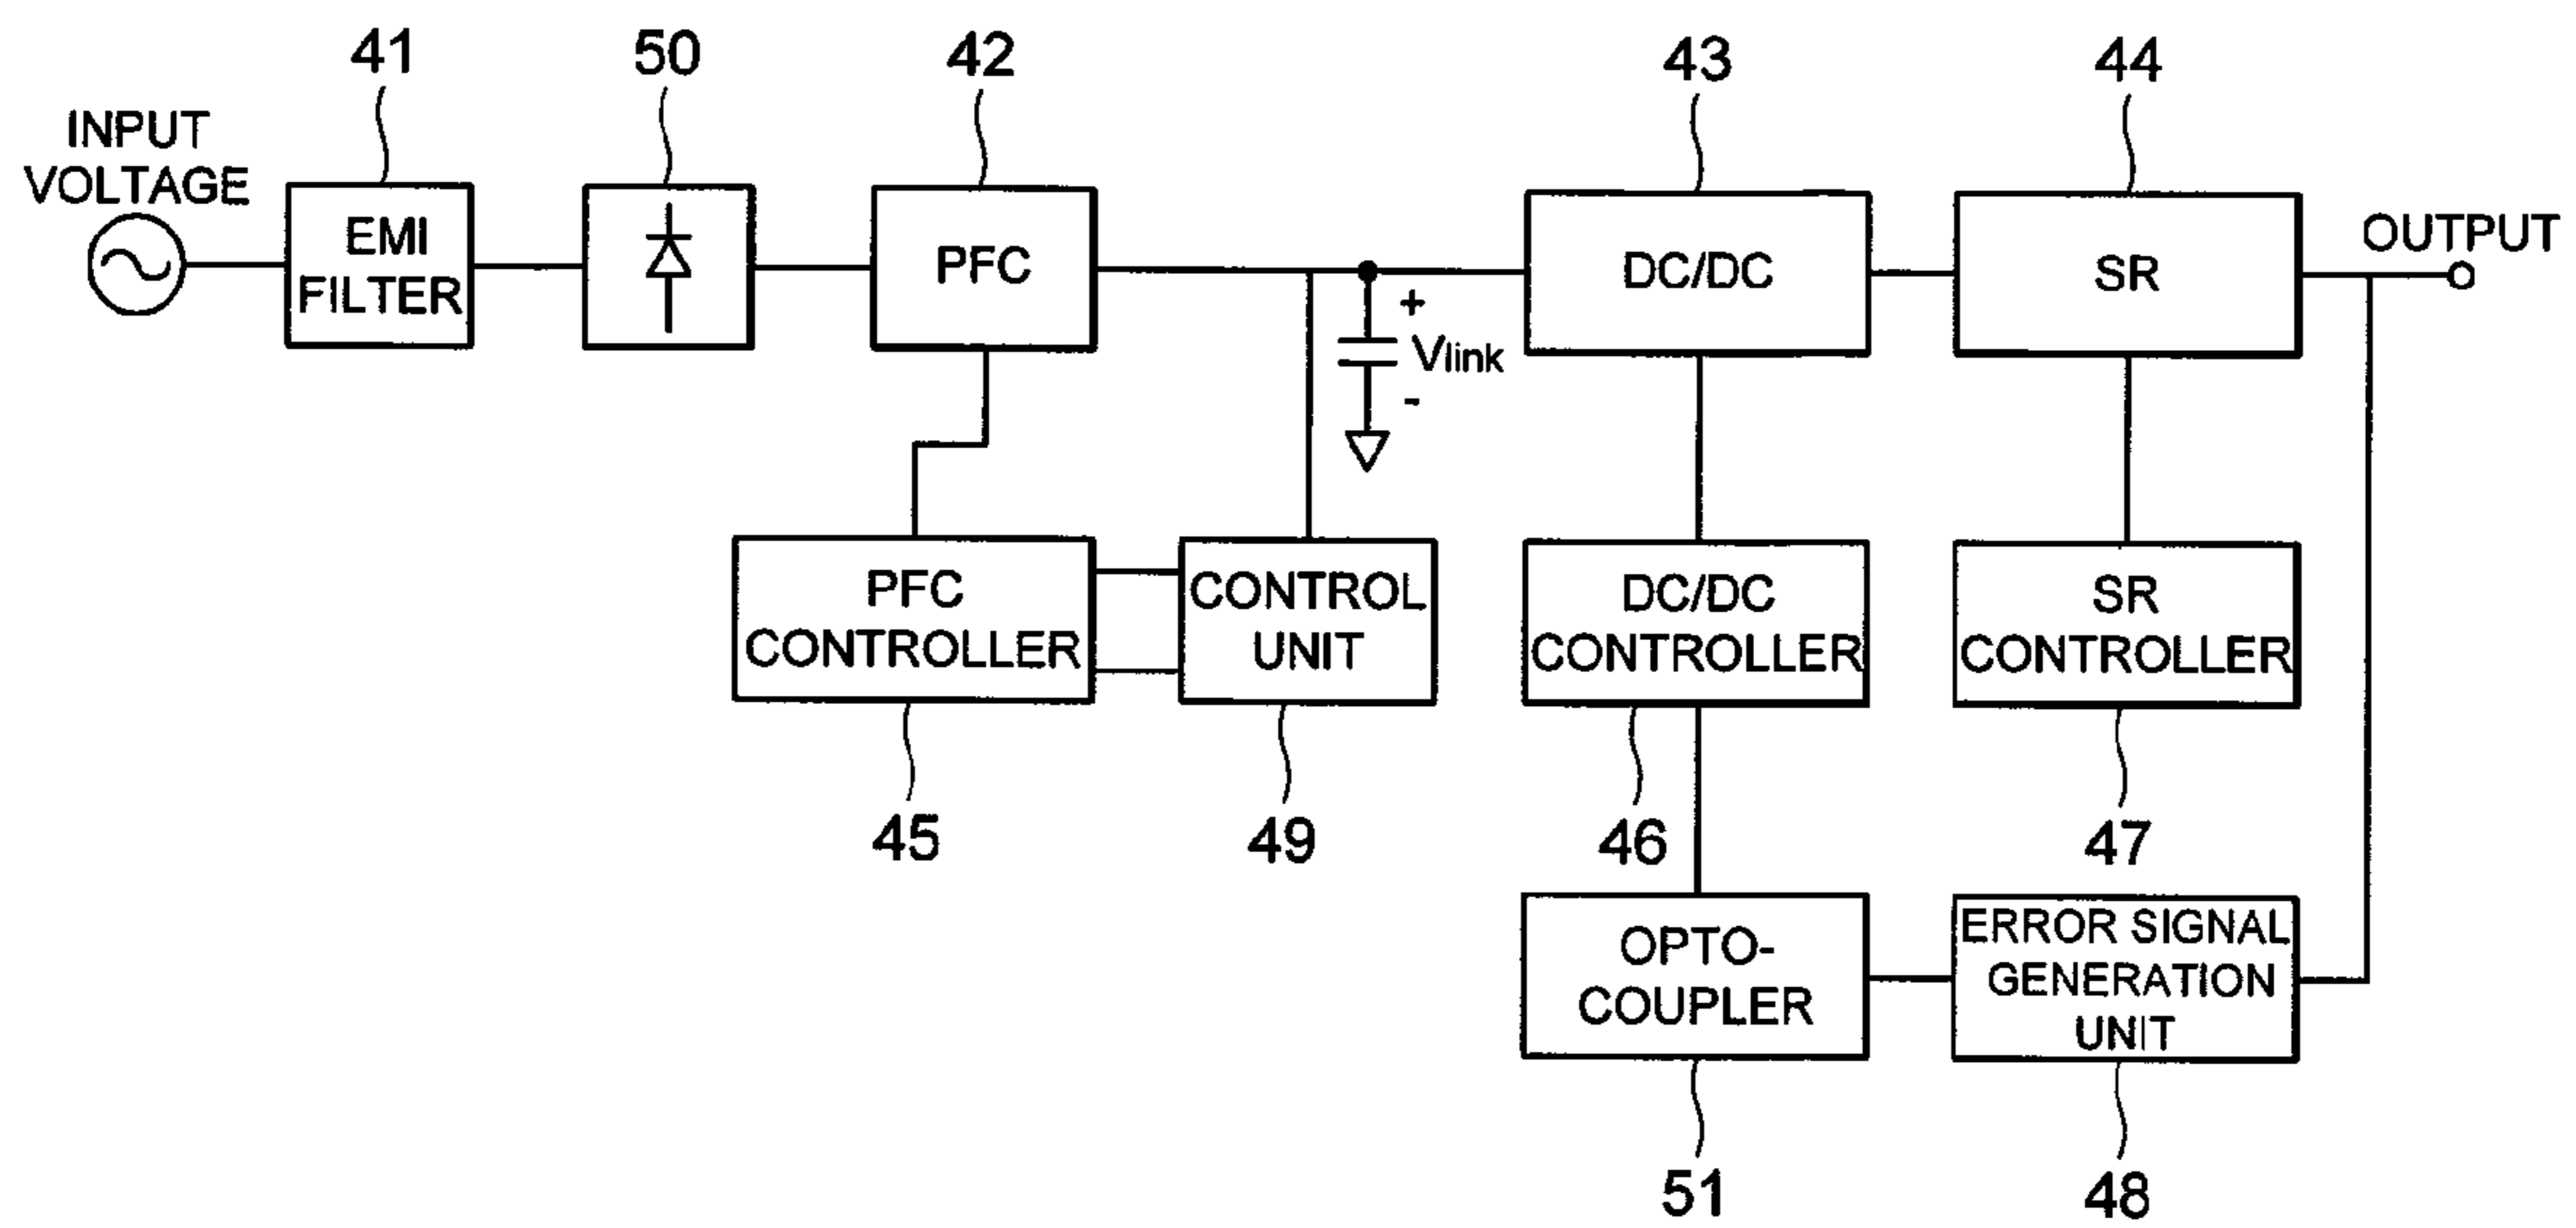 41
50
42
43
44
INPUT
VOLTAGE
EMI
FILTER
PFC
+
Vlink
-
DC/DC
SR
OUTPUT
PFC
CONTROLLER
CONTROL
UNIT
DC/DC
CONTROLLER
SR
CONTROLLER
45
49
46
47
OPTO-
COUPLER
ERROR SIGNAL
GENERATION
UNIT
51
48